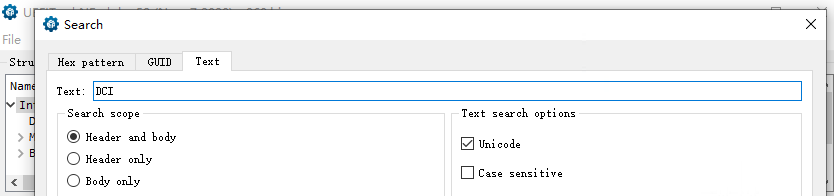 Search
File
Hex pattern GUID Text
Text: DCI
Search scope
Text search options
Header and body
Unicode
Header only
Case sensitive
Body only